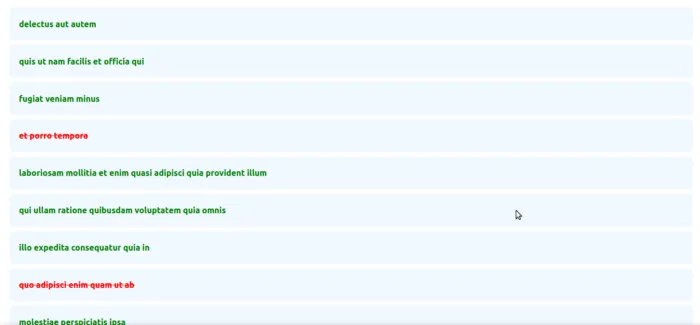 delectus aut autem
quis ut nam facilis et officia qui
fugiat veniam minus
et porro tempora
laboriosam mollitia et enim quasi adipisci quia provident illum
qui ullam ratione quibusdam voluptatem quia omnis
illo expedita consequatur quia in
quo adipisci enim quam ut ab
molestiae perspiciatis ipsa